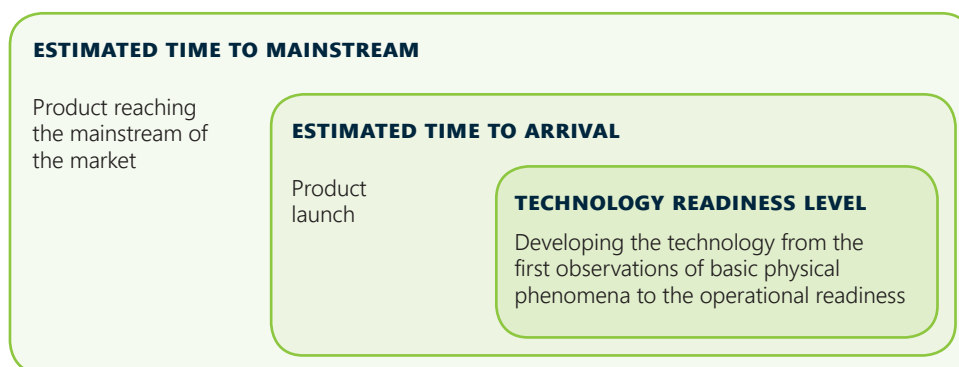 ESTIMATED TIME TO MAINSTREAM
Product reaching
the mainstream of
the market
ESTIMATED TIME TO ARRIVAL
Product
launch
TECHNOLOGY READINESS LEVEL
Developing the technology from the
first observations of basic physical
phenomena to the operational readiness